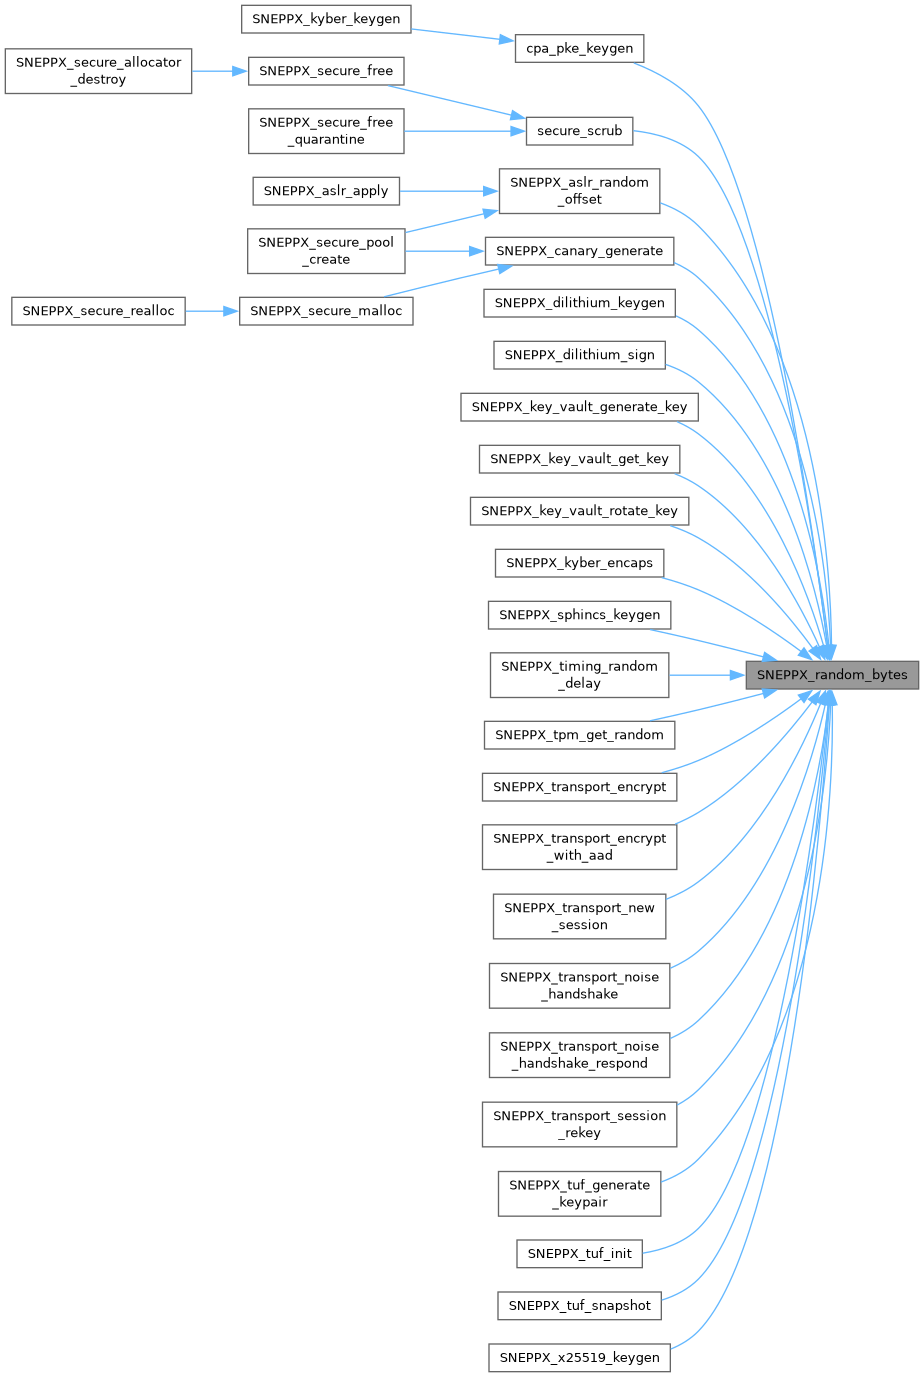 SNEPPX_kyber_keygen
cpa_pke_keygen
SNEPPX_secure_allocator
_destroy
SNEPPX_secure_free
SNEPPX_secure_free
_quarantine
secure_scrub
SNEPPX_aslr_apply
SNEPPX_aslr_random
_offset
SNEPPX_secure_pool
_create
SNEPPX_canary_generate
SNEPPX_secure_realloc
SNEPPX_secure_malloc
SNEPPX_dilithium_keygen
SNEPPX_dilithium_sign
SNEPPX_key_vault_generate_key
SNEPPX_key_vault_get_key
SNEPPX_key_vault_rotate_key
SNEPPX_kyber_encaps
SNEPPX_sphincs_keygen
SNEPPX_timing_random
_delay
SNEPPX_random_bytes
SNEPPX_tpm_get_random
SNEPPX_transport_encrypt
SNEPPX_transport_encrypt
_with_aad
SNEPPX_transport_new
_session
SNEPPX_transport_noise
_handshake
SNEPPX_transport_noise
_handshake_respond
SNEPPX_transport_session
_rekey
SNEPPX_tuf_generate
_keypair
SNEPPX_tuf_init
SNEPPX_tuf_snapshot
SNEPPX_x25519_keygen